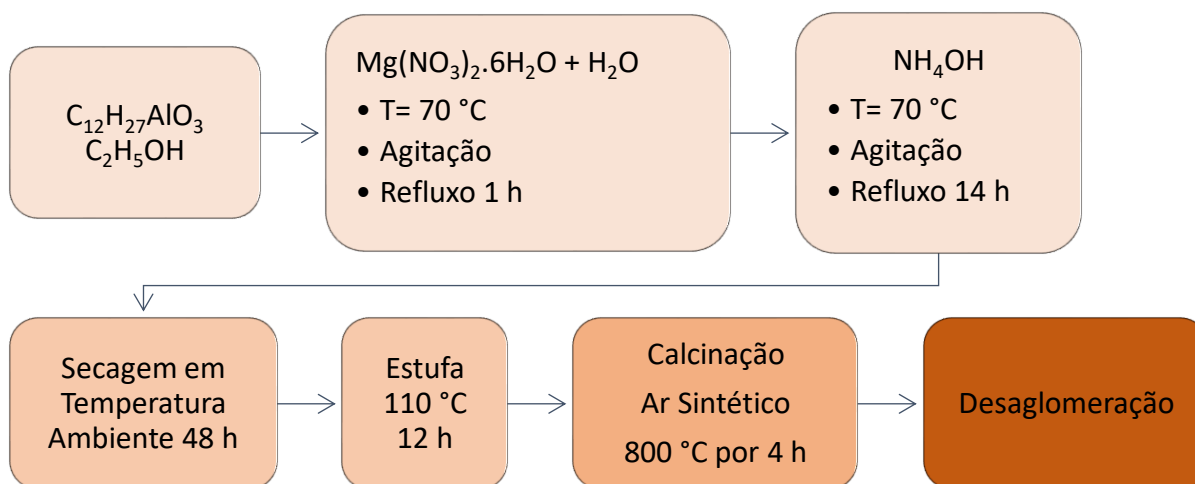 C₁₂H₂₇AlO₃
C₂H₅OH
Mg(NO₃)₂.6H₂O + H₂O
• T= 70 °C
• Agitação
• Refluxo 1 h
NH₄OH
• T= 70 °C
• Agitação
• Refluxo 14 h
Secagem em
Temperatura
Ambiente 48 h
Estufa
110 °C
12 h
Calcinação
Ar Sintético
800 °C por 4 h
Desaglomeração